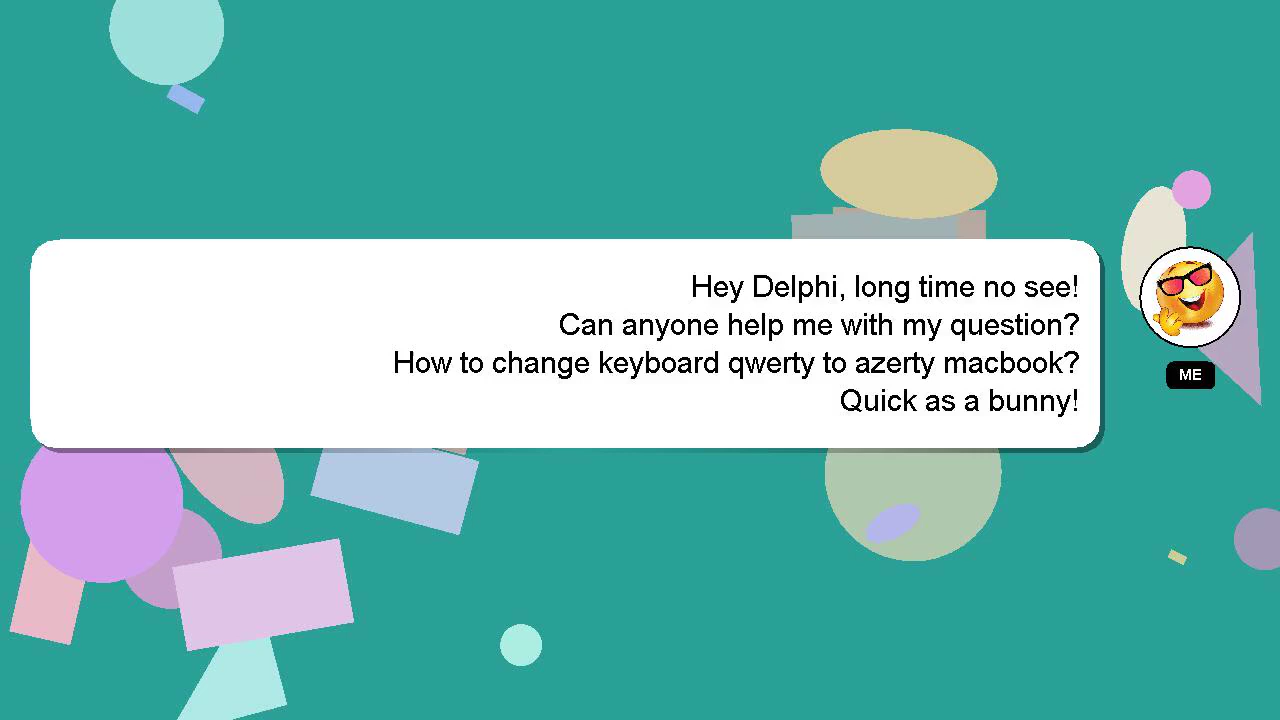 Hey Delphi, long time no see!
Can anyone help me with my question?
How to change keyboard qwerty to azerty macbook?
Quick as a bunny!
ME